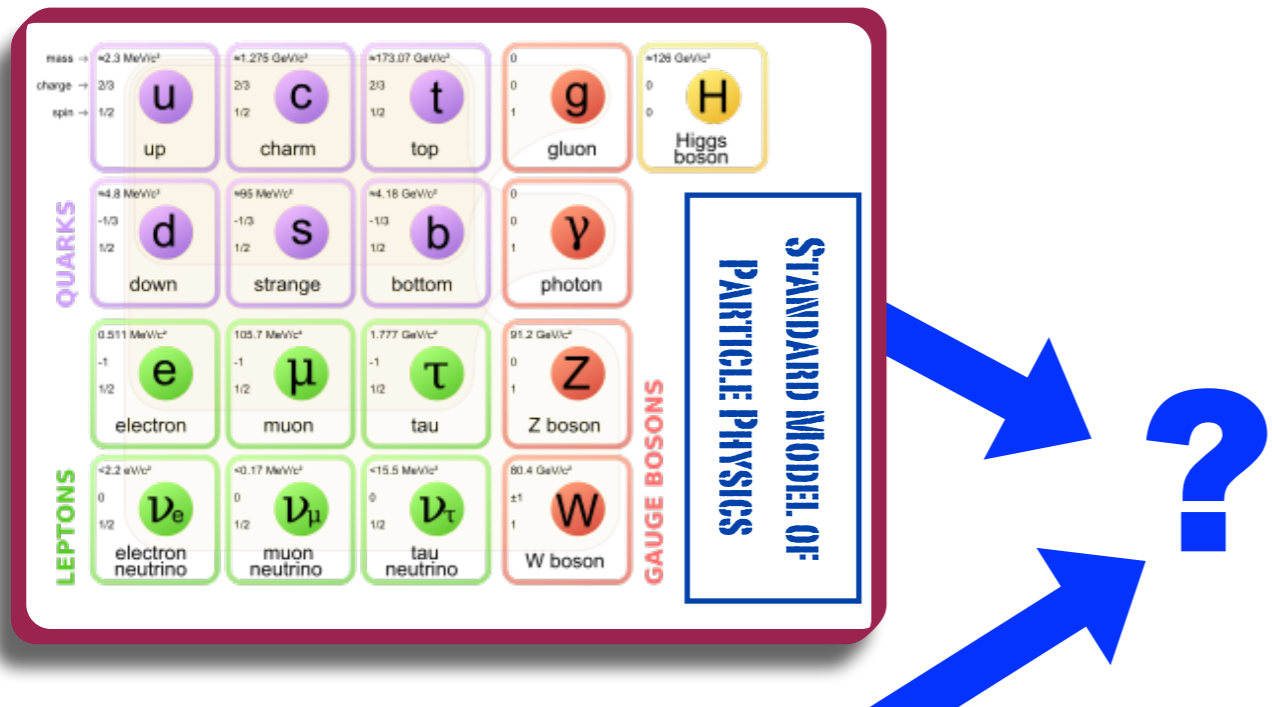 mass → ≈2.3 MeV/c²
charge → 2/3
spin → 1/2
u
up
≈1.275 GeV/c²
2/3
1/2
c
charm
≈173.07 GeV/c²
2/3
1/2
t
top
0
0
1
g
gluon
≈126 GeV/c²
0
0
H
Higgs
boson
QUARKS
≈4.8 MeV/c²
-1/3
1/2
d
down
≈95 MeV/c²
-1/3
1/2
s
strange
≈4.18 GeV/c²
-1/3
1/2
b
bottom
0
0
1
γ
photon
LEPTONS
0.511 MeV/c²
-1
1/2
e
electron
105.7 MeV/c²
-1
1/2
μ
muon
1.777 GeV/c²
-1
1/2
τ
tau
91.2 GeV/c²
0
1
Z
Z boson
<2.2 eV/c²
0
1/2
νe
electron
neutrino
<0.17 MeV/c²
0
1/2
νμ
muon
neutrino
<15.5 MeV/c²
0
1/2
ντ
tau
neutrino
80.4 GeV/c²
±1
1
W
W boson
GAUGE BOSONS
STANDARD MODEL OF
PARTICLE PHYSICS
?